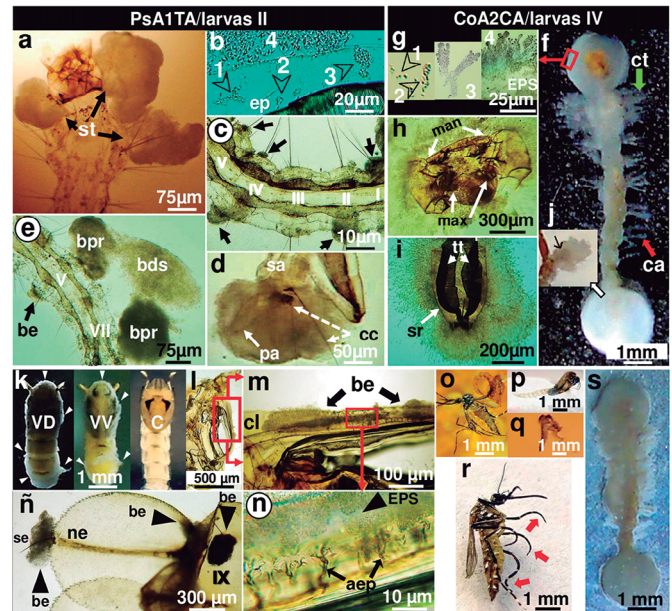 PsA1TA/larvas II
CoA2CA/larvas IV
a
st
75µm
b
4
1
2
3
ep
20µm
c
V
IV
III
II
I
10µm
d
sa
pa
cc
50µm
e
bpr
bds
V
be
VII
bpr
75µm
g
1
2
3
4
EPS
25µm
f
ct
ca
1mm
h
man
max
300µm
i
tt
sr
200µm
j
k
VD
VV
C
1 mm
l
500 µm
m
be
cl
100 µm
n
EPS
aep
10 µm
ñ
se
ne
be
be
be
IX
300 µm
o
1 mm
p
1 mm
q
1 mm
r
1 mm
s
1 mm